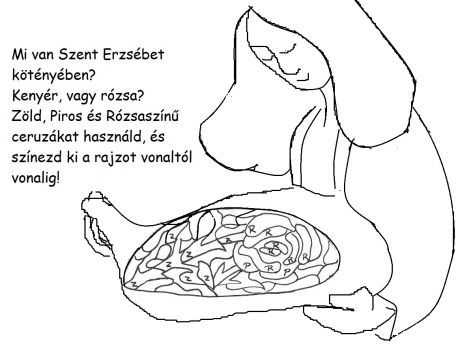 Mi van Szent Erzsébet
kötényében?
Kenyér, vagy rózsa?
Zöld, Piros és Rózsaszínű
ceruzákat használd, és
színezd ki a rajzot vonaltól
vonalig!